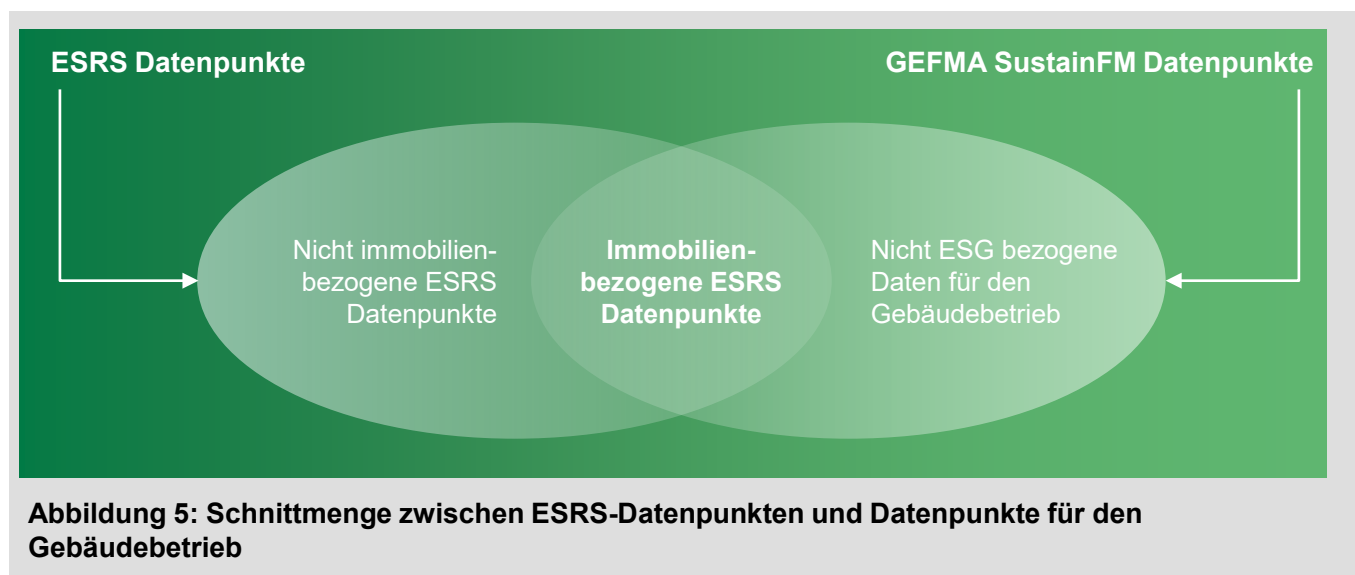 ESRS Datenpunkte
GEFMA SustainFM Datenpunkte
Nicht immobilien-
bezogene ESRS
Datenpunkte
Immobilien-
bezogene ESRS
Datenpunkte
Nicht ESG bezogene
Daten für den
Gebäudebetrieb
Abbildung 5: Schnittmenge zwischen ESRS-Datenpunkten und Datenpunkte für den
Gebäudebetrieb